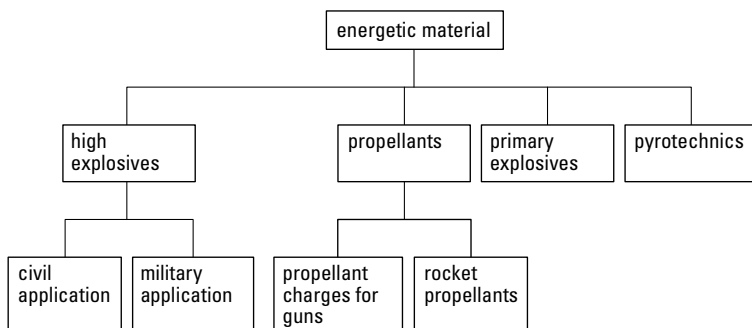 energetic material
high
explosives
propellants
primary
explosives
pyrotechnics
civil
application
military
application
propellant
charges for
guns
rocket
propellants